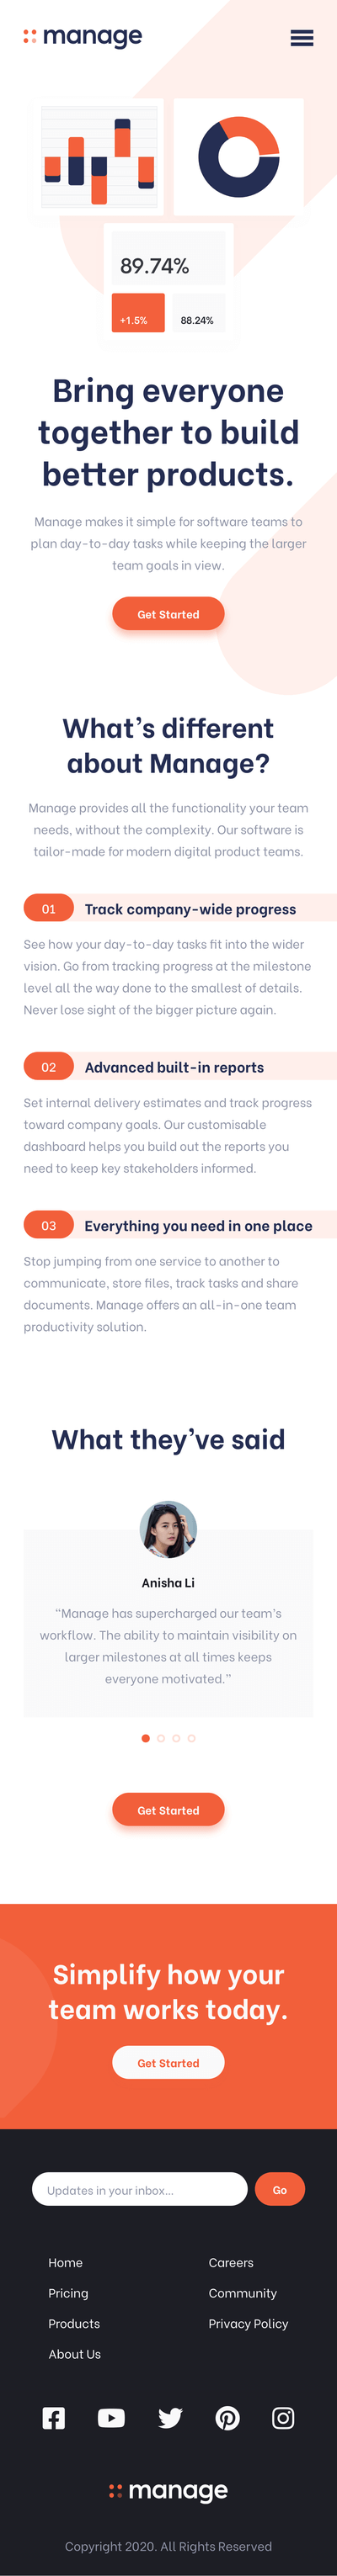 manage
89.74%
+1.5%
88.24%
Bring everyone
together to build
better products.
Manage makes it simple for software teams to
plan day-to-day tasks while keeping the larger
team goals in view.
Get Started
What’s different
about Manage?
Manage provides all the functionality your team
needs, without the complexity. Our software is
tailor-made for modern digital product teams.
01
Track company-wide progress
See how your day-to-day tasks fit into the wider
vision. Go from tracking progress at the milestone
level all the way done to the smallest of details.
Never lose sight of the bigger picture again.
02
Advanced built-in reports
Set internal delivery estimates and track progress
toward company goals. Our customisable
dashboard helps you build out the reports you
need to keep key stakeholders informed.
03
Everything you need in one place
Stop jumping from one service to another to
communicate, store files, track tasks and share
documents. Manage offers an all-in-one team
productivity solution.
What they’ve said
Anisha Li
“Manage has supercharged our team’s
workflow. The ability to maintain visibility on
larger milestones at all times keeps
everyone motivated.”
Get Started
Simplify how your
team works today.
Get Started
Updates in your inbox…
Go
Home
Pricing
Products
About Us
Careers
Community
Privacy Policy
manage
Copyright 2020. All Rights Reserved